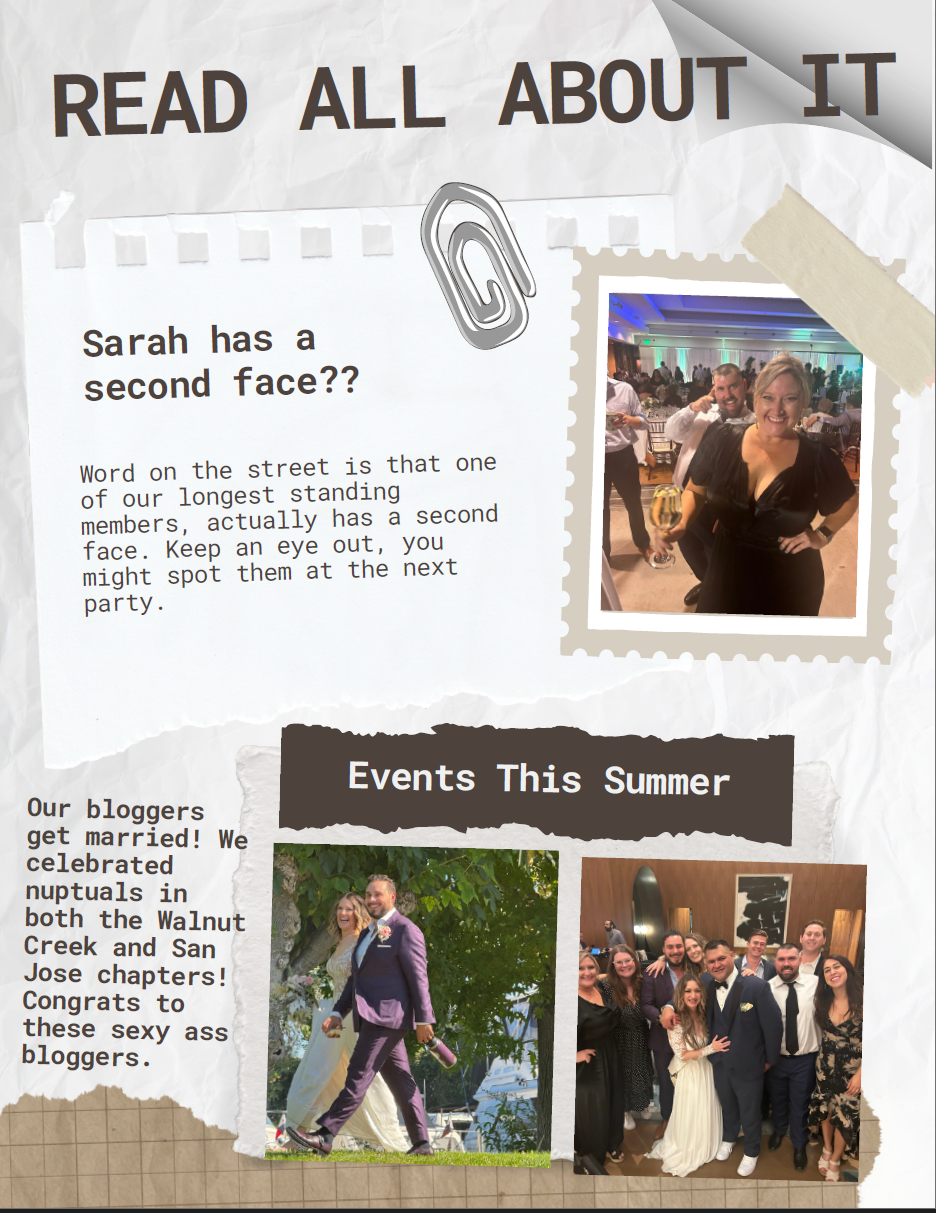 READ ALL ABOUT IT
Sarah has a
second face??
Word on the street is that one
of our longest standing
members, actually has a second
face. Keep an eye out, you
might spot them at the next
party.
Events This Summer
Our bloggers
get married! We
celebrated
nuptuals in
both the Walnut
Creek and San
Jose chapters!
Congrats to
these sexy ass
bloggers.